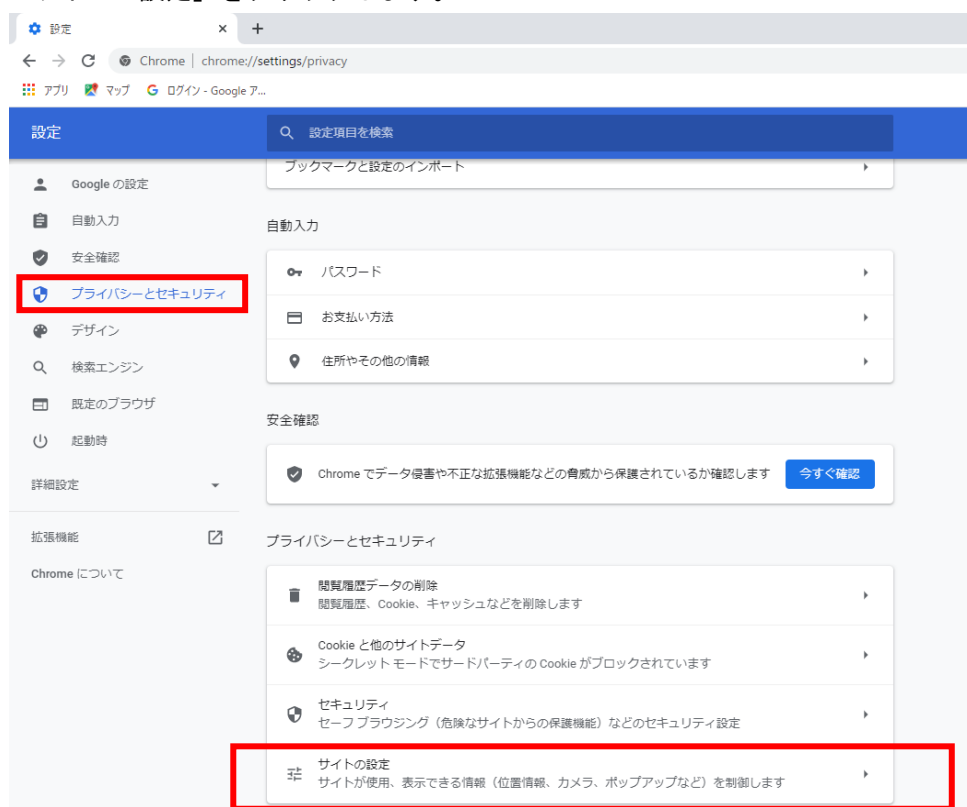 設定
Chrome | chrome://settings/privacy
アプリ マップ G ログイン - Google ア...
設定
設定項目を検索
ブックマークと設定のインポート
Google の設定
自動入力
安全確認
プライバシーとセキュリティ
デザイン
検索エンジン
既定のブラウザ
起動時
詳細設定
拡張機能
Chrome について
自動入力
パスワード
お支払い方法
住所やその他の情報
安全確認
Chrome でデータ侵害や不正な拡張機能などの脅威から保護されているか確認します 今すぐ確認
プライバシーとセキュリティ
閲覧履歴データの削除
閲覧履歴、Cookie、キャッシュなどを削除します
Cookie と他のサイトデータ
シークレット モードでサードパーティの Cookie がブロックされています
セキュリティ
セーフ ブラウジング（危険なサイトからの保護機能）などのセキュリティ設定
サイトの設定
サイトが使用、表示できる情報（位置情報、カメラ、ポップアップなど）を制御します